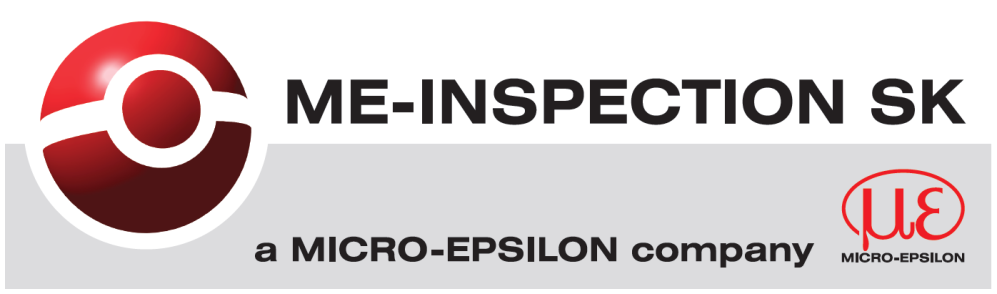 ME-INSPECTION SK
a MICRO-EPSILON company
με
MICRO-EPSILON